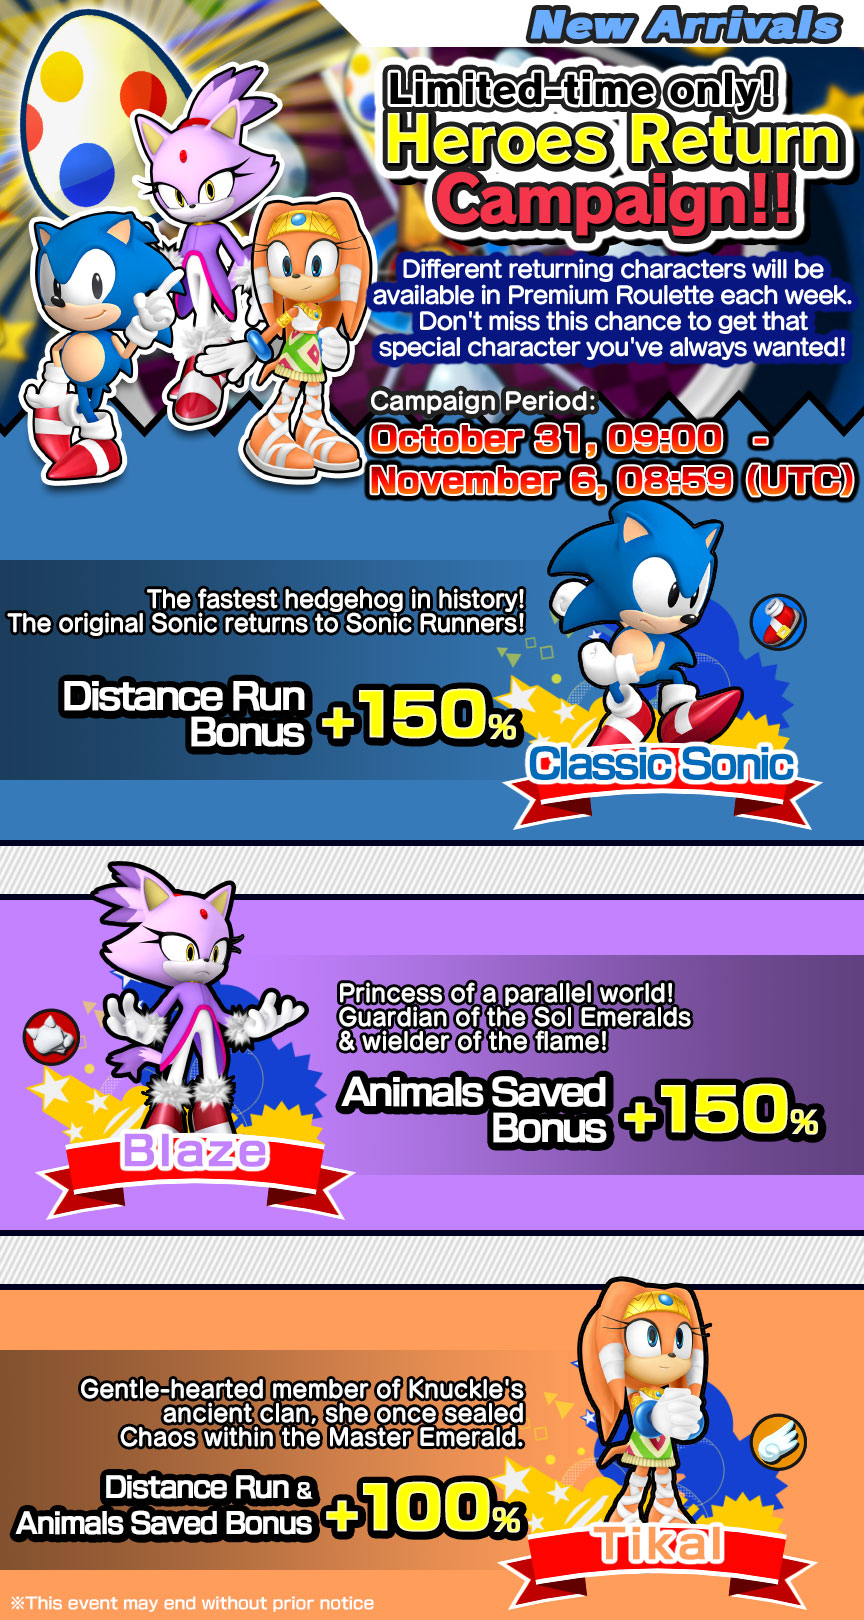 New Arrivals
Limited-time only!
Heroes Return
Campaign!!
Different returning characters will be
available in Premium Roulette each week.
Don't miss this chance to get that
special character you've always wanted!
Campaign Period:
October 31, 09:00 -
November 6, 08:59 (UTC)
The fastest hedgehog in history!
The original Sonic returns to Sonic Runners!
Distance Run
Bonus +150%
Classic Sonic
Princess of a parallel world!
Guardian of the Sol Emeralds
& wielder of the flame!
Animals Saved
Bonus +150%
Blaze
Gentle-hearted member of Knuckle's
ancient clan, she once sealed
Chaos within the Master Emerald.
Distance Run &
Animals Saved Bonus +100%
Tikal
※This event may end without prior notice